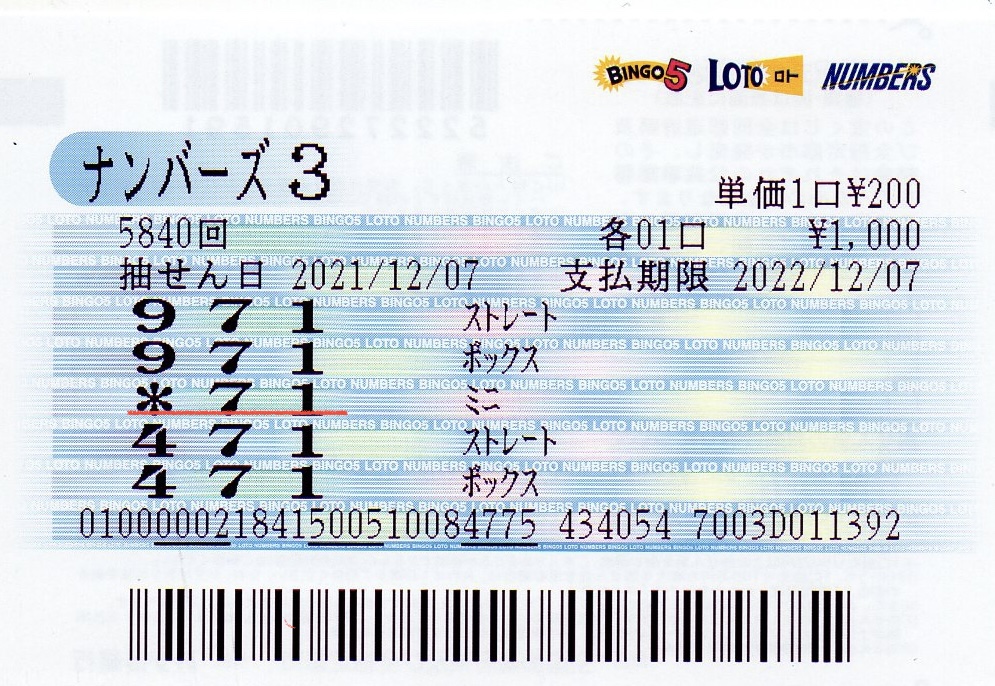 BINGO5 LOTO ロト NUMBERS
ナンバーズ3
単価1口¥200
5840回 各01口 ¥1,000
抽せん日 2021/12/07 支払期限 2022/12/07
9 7 1 ストレート
9 7 1 ボックス
* 7 1 ミニ
4 7 1 ストレート
4 7 1 ボックス
010000021841500510084775 434054 7003D011392